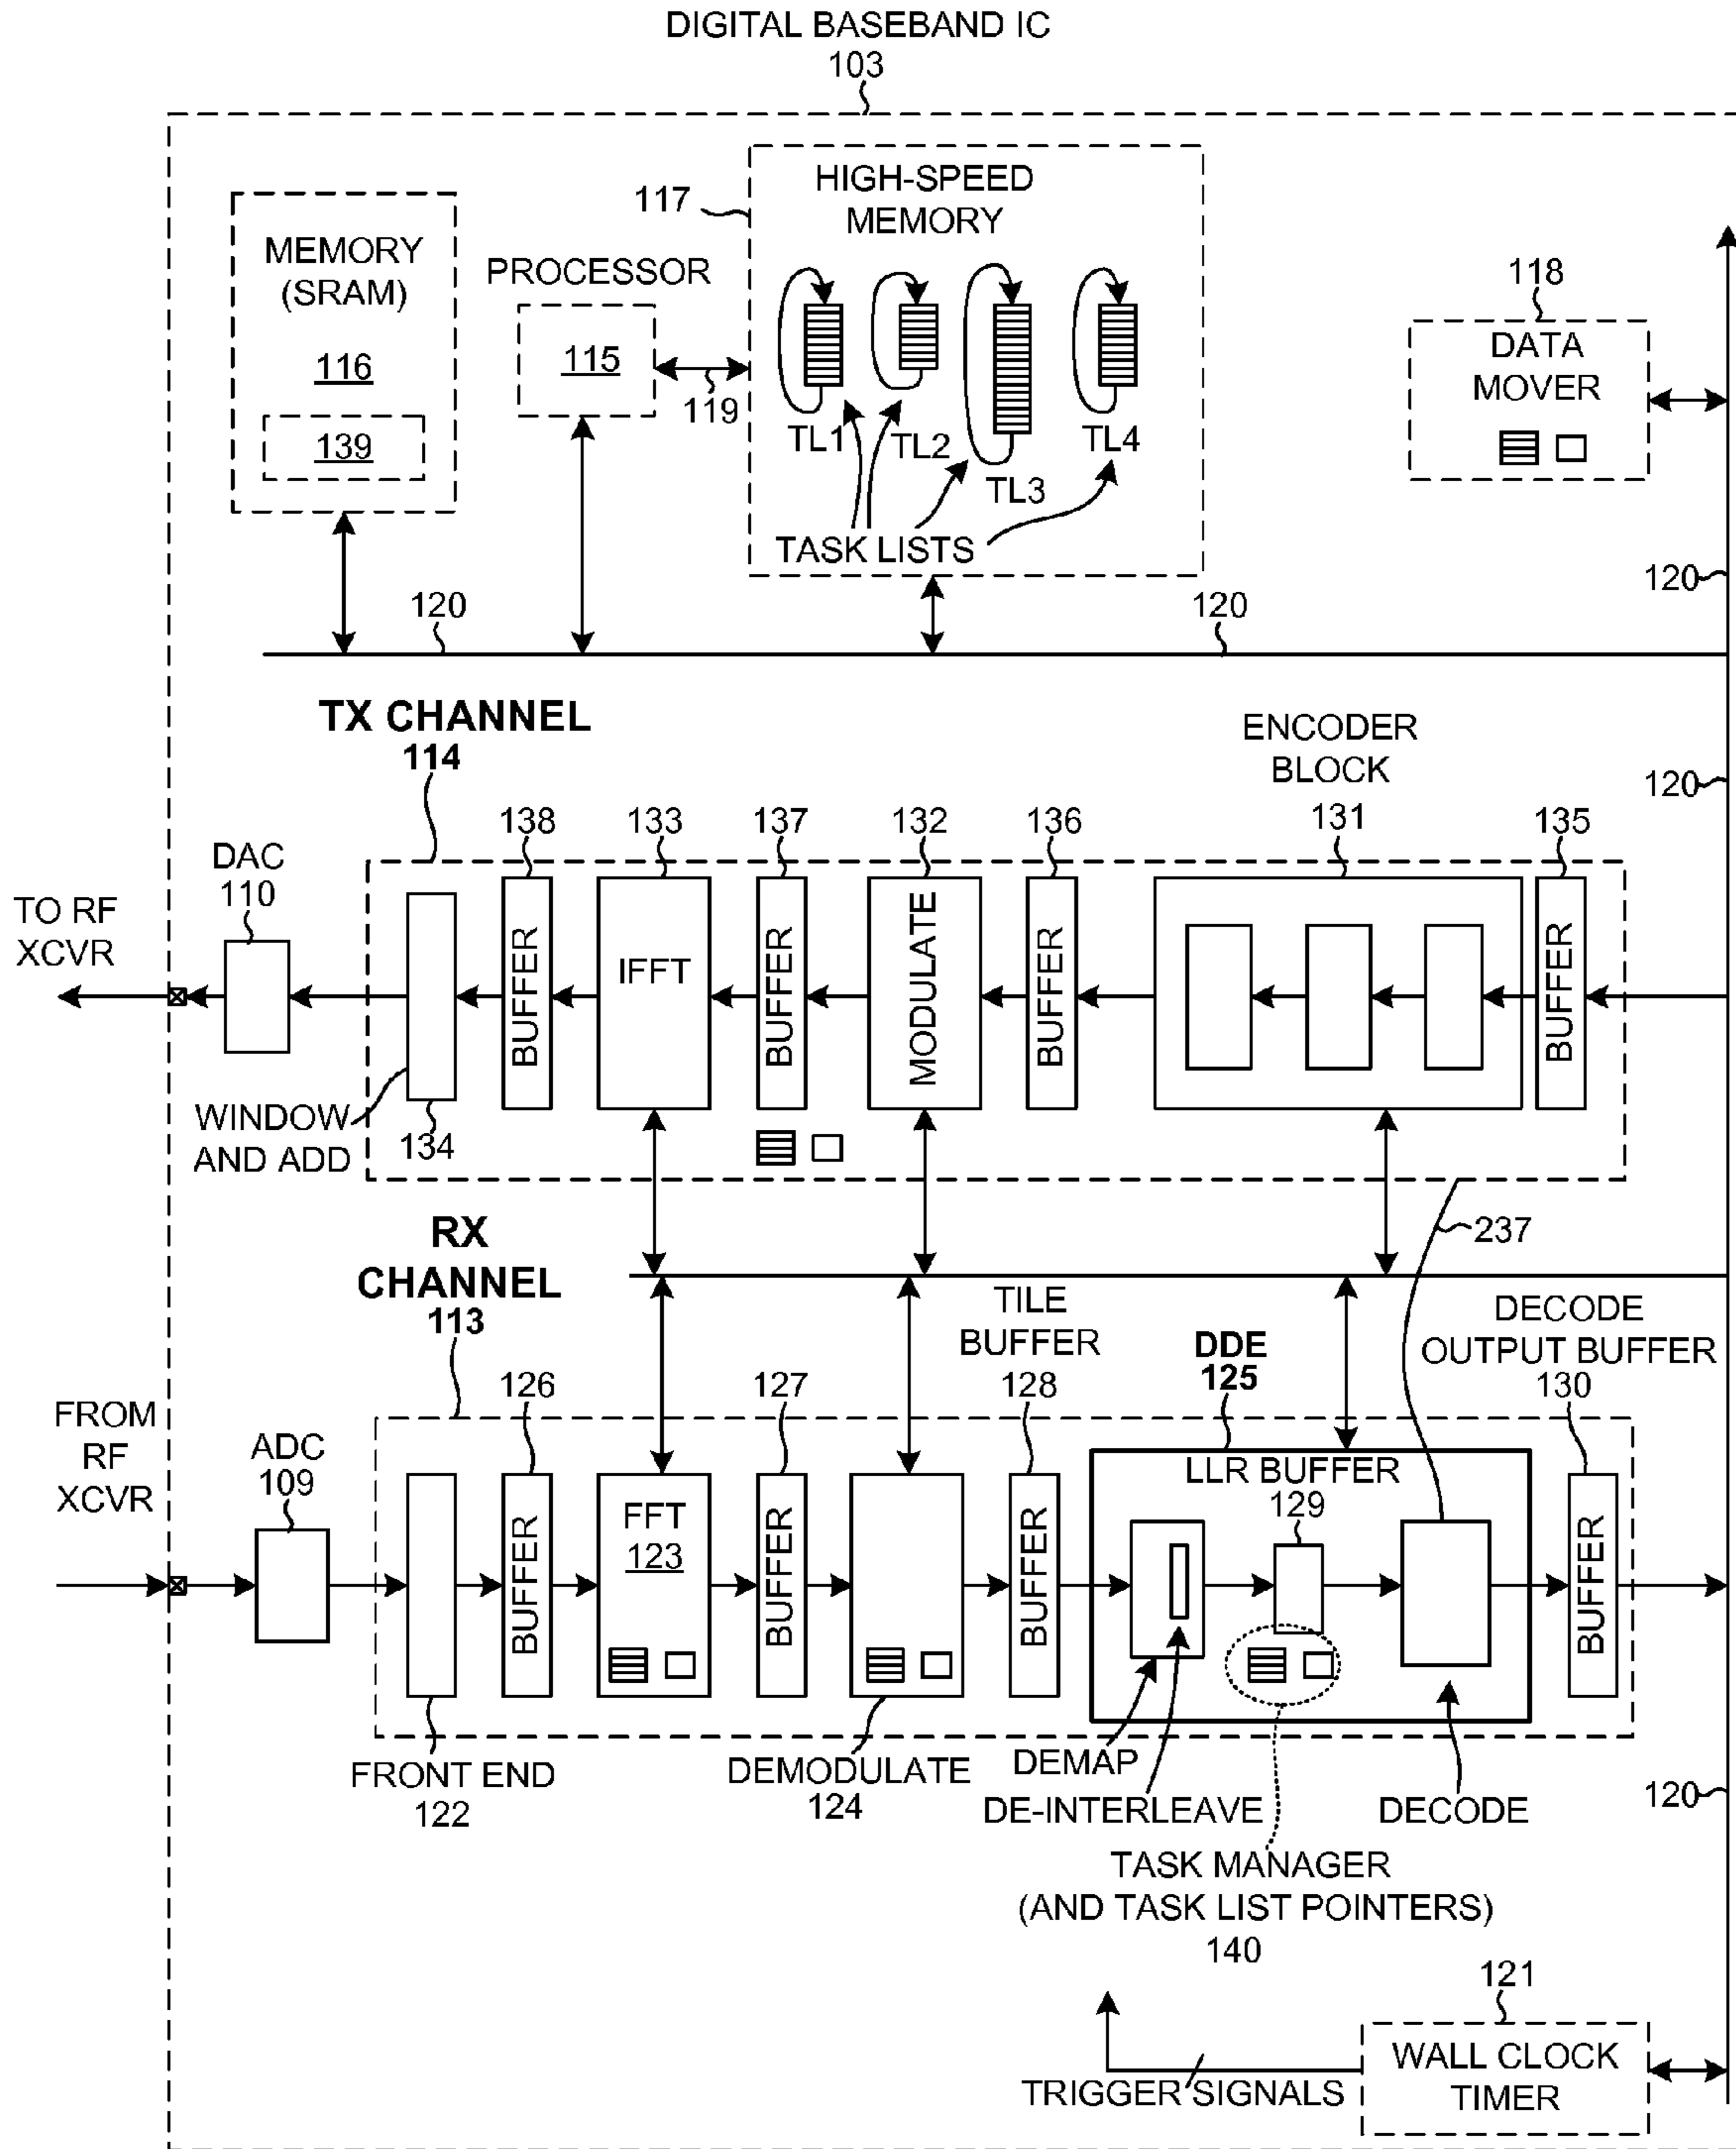 DIGITAL BASEBAND IC
103
117
HIGH-SPEED
MEMORY
MEMORY
(SRAM)
116
139
PROCESSOR
115
119
TL1
TL2
TL3
TL4
TASK LISTS
118
DATA
MOVER
120
120
120
TX CHANNEL
114
ENCODER
BLOCK
120
138
133
137
132
136
131
135
DAC
110
TO RF
XCVR
BUFFER
IFFT
BUFFER
MODULATE
BUFFER
BUFFER
WINDOW
AND ADD
134
RX
CHANNEL
113
237
TILE
BUFFER
DECODE
OUTPUT BUFFER
130
DDE
125
126
127
128
FROM
RF
XCVR
ADC
109
LLR BUFFER
129
BUFFER
FFT
123
BUFFER
BUFFER
BUFFER
FRONT END
122
DEMODULATE
124
DEMAP
DE-INTERLEAVE
DECODE
120
TASK MANAGER
(AND TASK LIST POINTERS)
140
121
WALL CLOCK
TIMER
TRIGGER SIGNALS